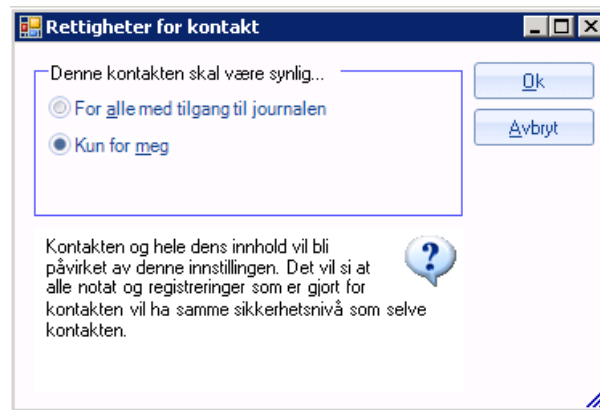 Rettigheter for kontakt
Denne kontakten skal være synlig...
For alle med tilgang til journalen
Kun for meg
Ok
Avbryt
Kontakten og hele dens innhold vil bli
påvirket av denne innstillingen. Det vil si at
alle notat og registreringer som er gjort for
kontakten vil ha samme sikkerhetsnivå som selve
kontakten.